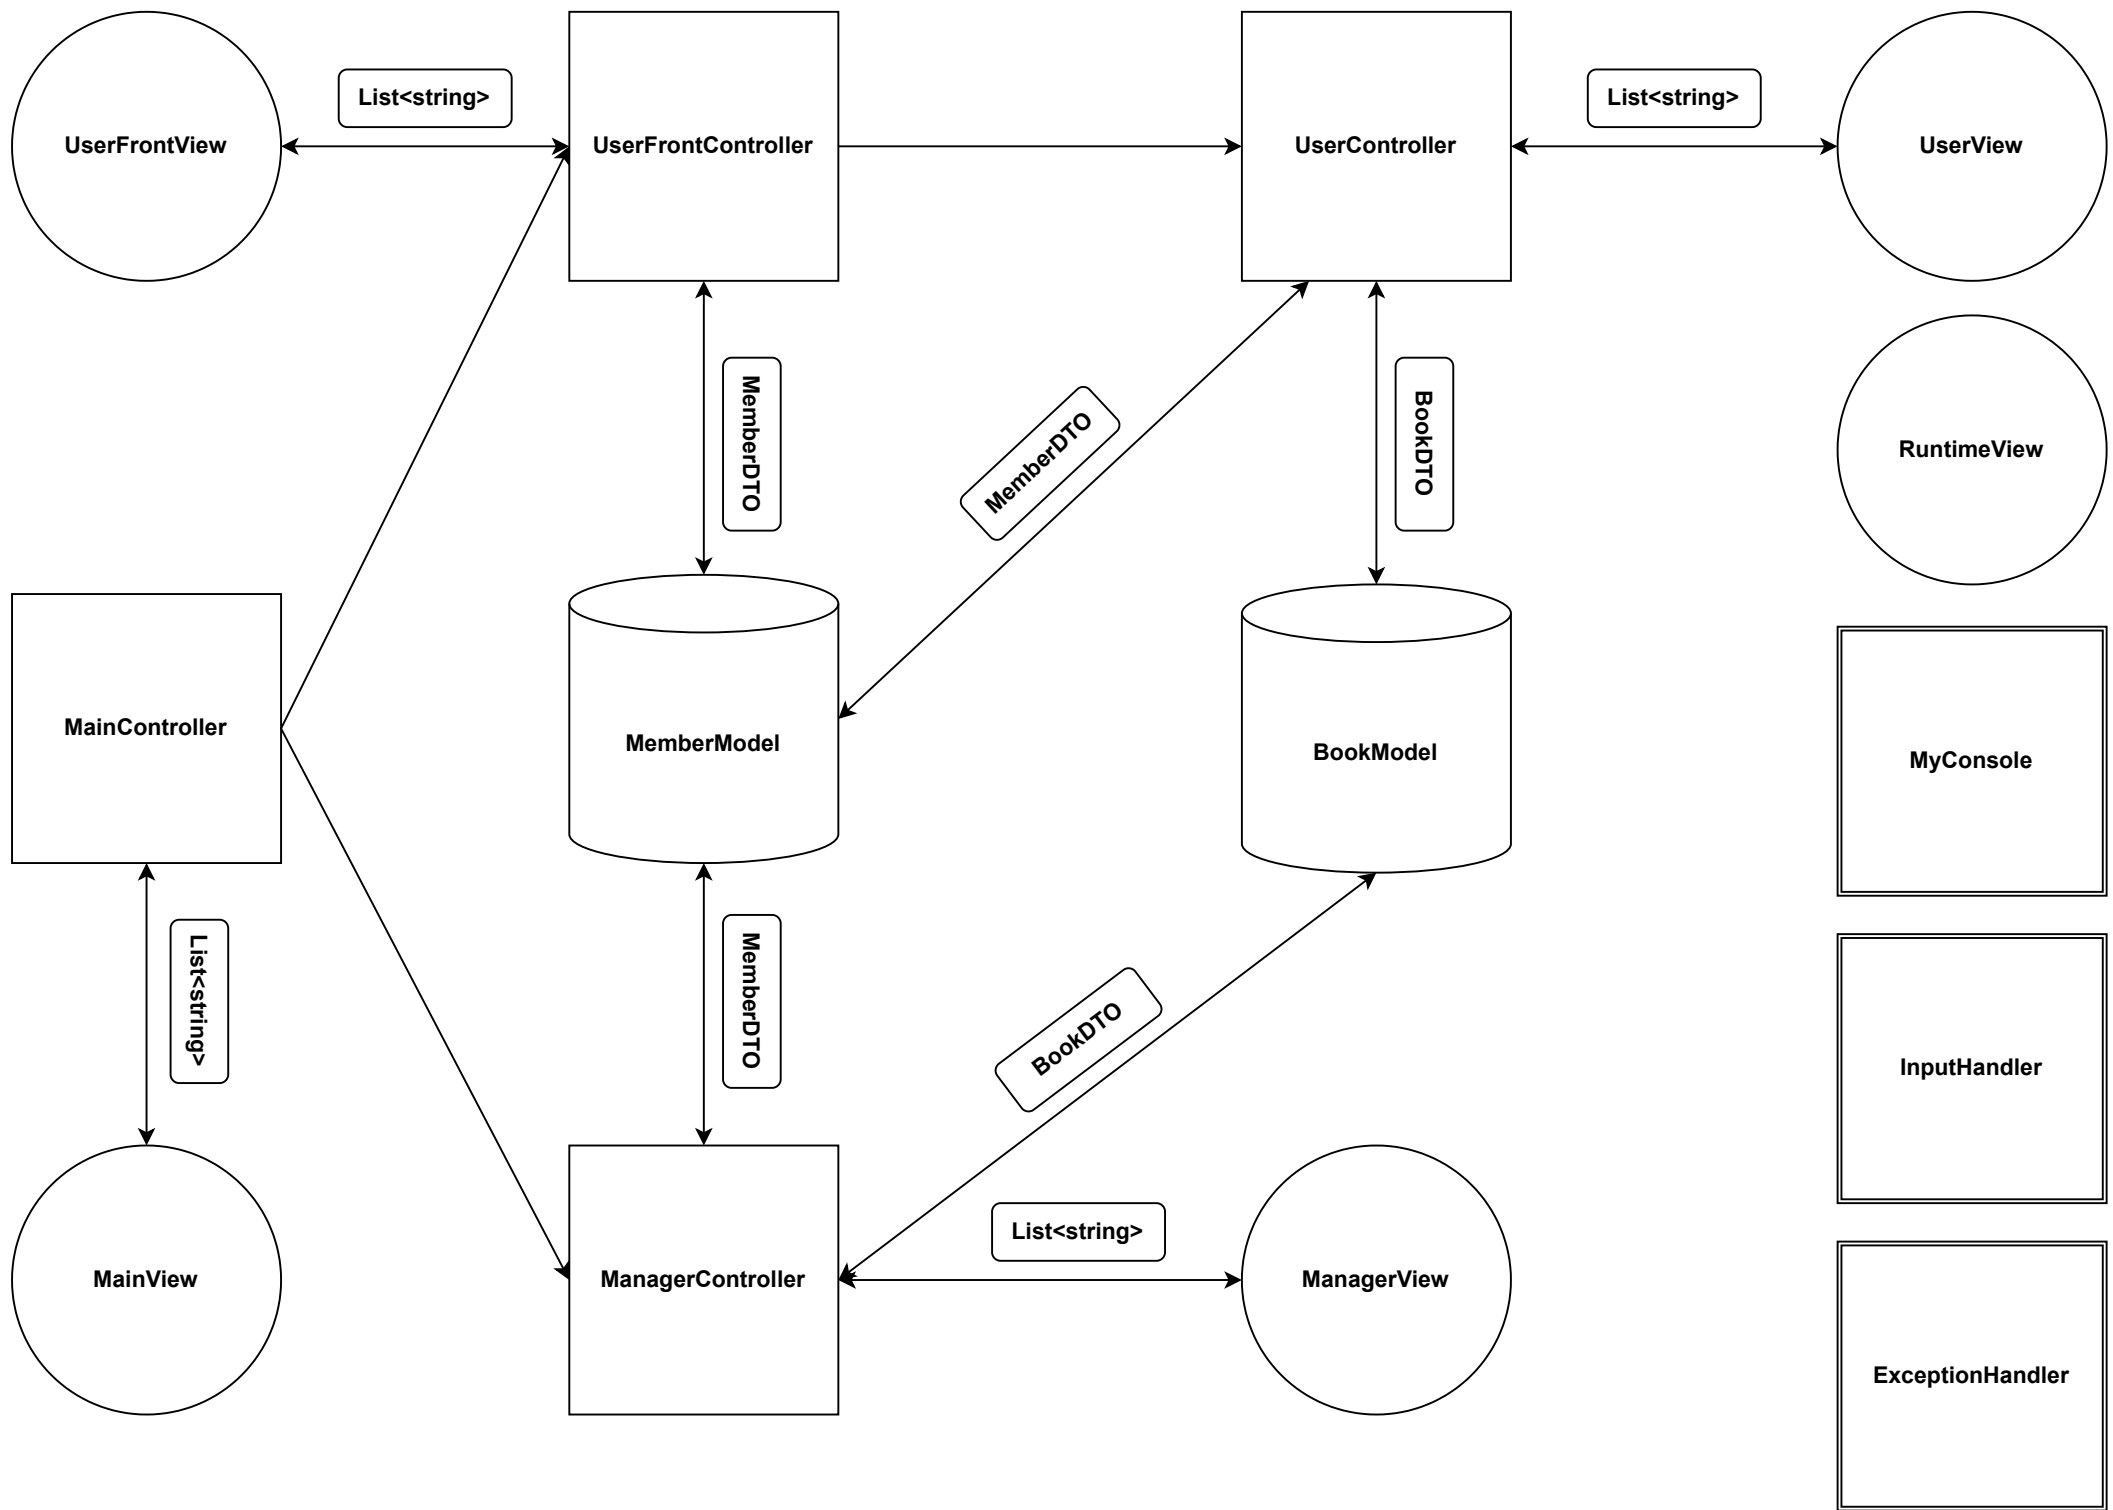 List<string>
List<string>
UserFrontView
UserFrontController
UserController
UserView
MemberDTO
MemberDTO
BookDTO
RuntimeView
MainController
MemberModel
BookModel
MyConsole
List<string>
MemberDTO
BookDTO
InputHandler
List<string>
MainView
ManagerController
ManagerView
ExceptionHandler